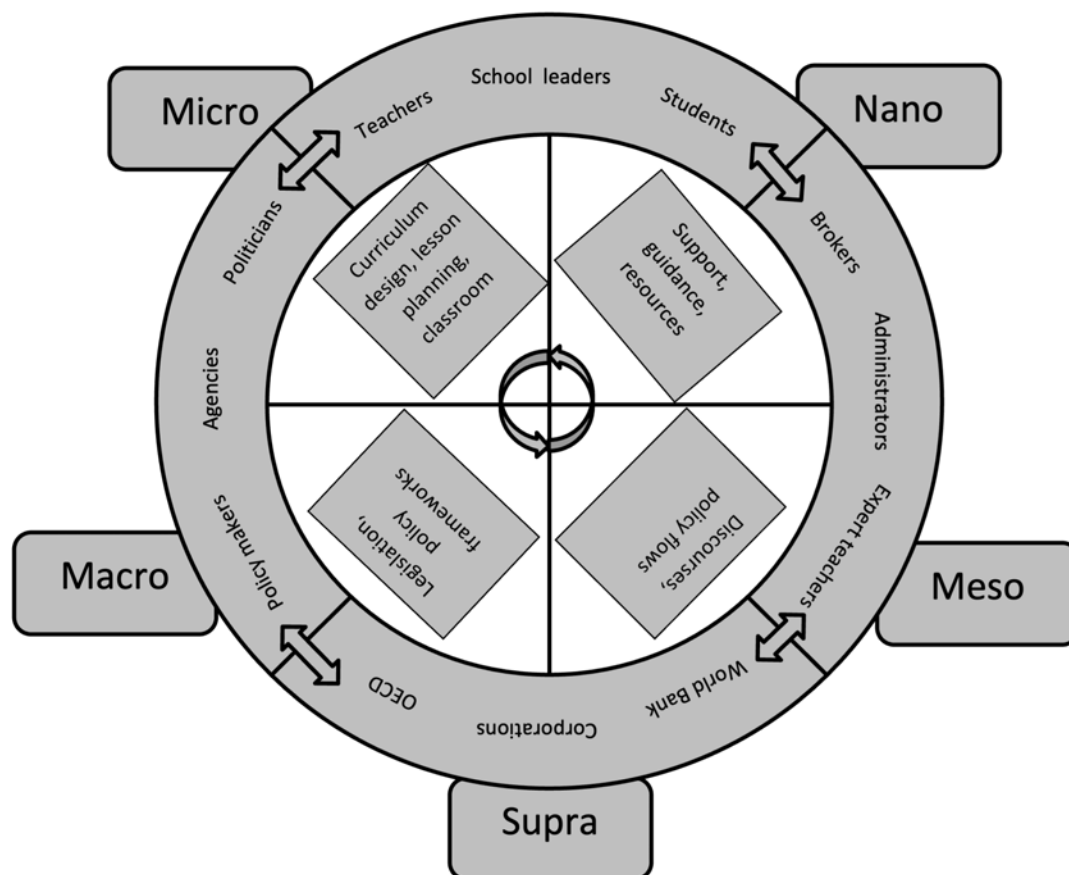 Micro
Nano
Macro
Meso
Supra
Teachers
School leaders
Students
Brokers
Administrators
Expert teachers
World Bank
Corporations
OECD
Policy makers
Agencies
Politicians
Curriculum
design, lesson
planning,
classroom
Support,
guidance,
resources
Discourses,
policy flows
Legislation,
policy
frameworks